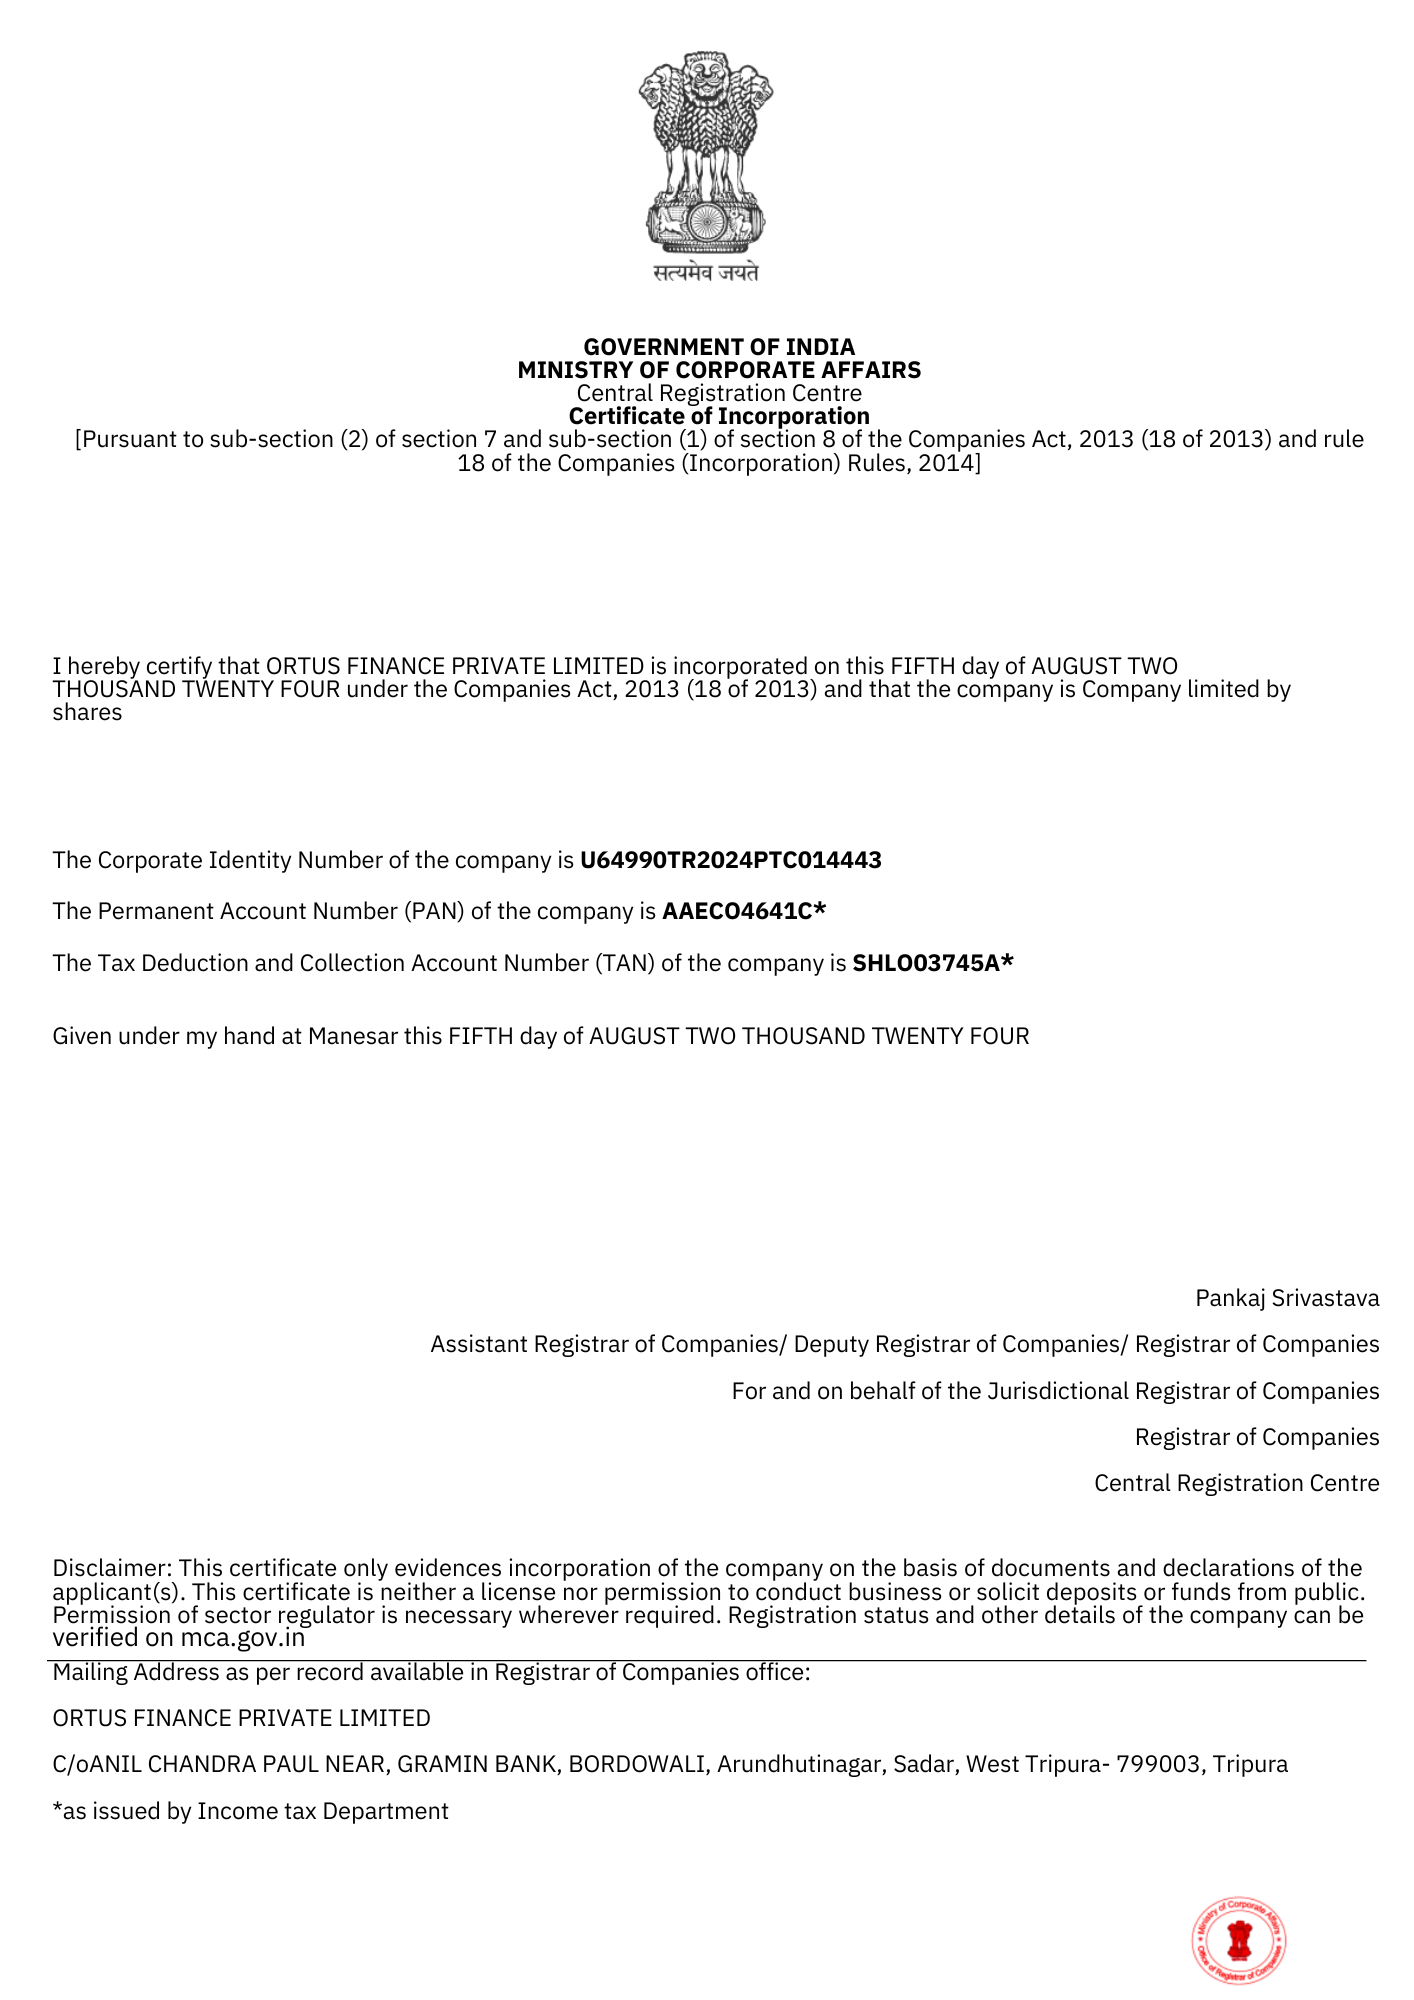 सत्यमेव जयते
GOVERNMENT OF INDIA
MINISTRY OF CORPORATE AFFAIRS
Central Registration Centre
Certificate of Incorporation
[Pursuant to sub-section (2) of section 7 and sub-section (1) of section 8 of the Companies Act, 2013 (18 of 2013) and rule
18 of the Companies (Incorporation) Rules, 2014]
I hereby certify that ORTUS FINANCE PRIVATE LIMITED is incorporated on this FIFTH day of AUGUST TWO
THOUSAND TWENTY FOUR under the Companies Act, 2013 (18 of 2013) and that the company is Company limited by
shares
The Corporate Identity Number of the company is U64990TR2024PTC014443
The Permanent Account Number (PAN) of the company is AAECO4641C*
The Tax Deduction and Collection Account Number (TAN) of the company is SHLO03745A*
Given under my hand at Manesar this FIFTH day of AUGUST TWO THOUSAND TWENTY FOUR
Pankaj Srivastava
Assistant Registrar of Companies/ Deputy Registrar of Companies/ Registrar of Companies
For and on behalf of the Jurisdictional Registrar of Companies
Registrar of Companies
Central Registration Centre
Disclaimer: This certificate only evidences incorporation of the company on the basis of documents and declarations of the
applicant(s). This certificate is neither a license nor permission to conduct business or solicit deposits or funds from public.
Permission of sector regulator is necessary wherever required. Registration status and other details of the company can be
verified on mca.gov.in
Mailing Address as per record available in Registrar of Companies office:
ORTUS FINANCE PRIVATE LIMITED
C/oANIL CHANDRA PAUL NEAR, GRAMIN BANK, BORDOWALI, Arundhutinagar, Sadar, West Tripura- 799003, Tripura
*as issued by Income tax Department
Ministry of Corporate Affairs
Office of Registrar of Companies